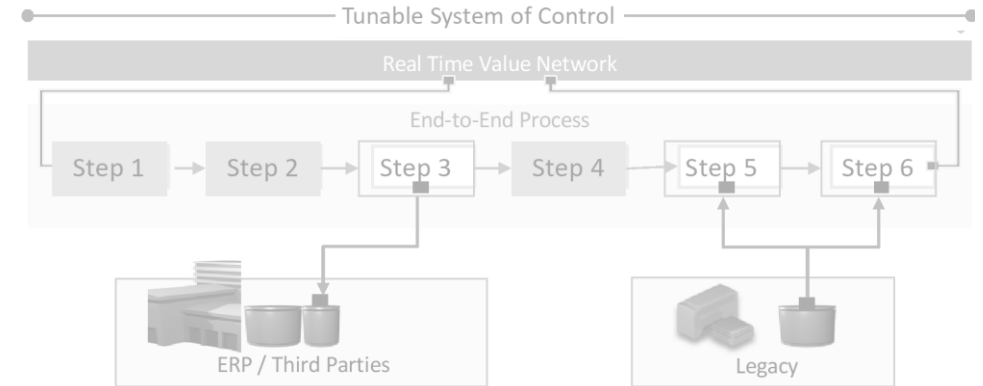 Tunable System of Control
Real Time Value Network
End-to-End Process
Step 1
Step 2
Step 3
Step 4
Step 5
Step 6
ERP / Third Parties
Legacy